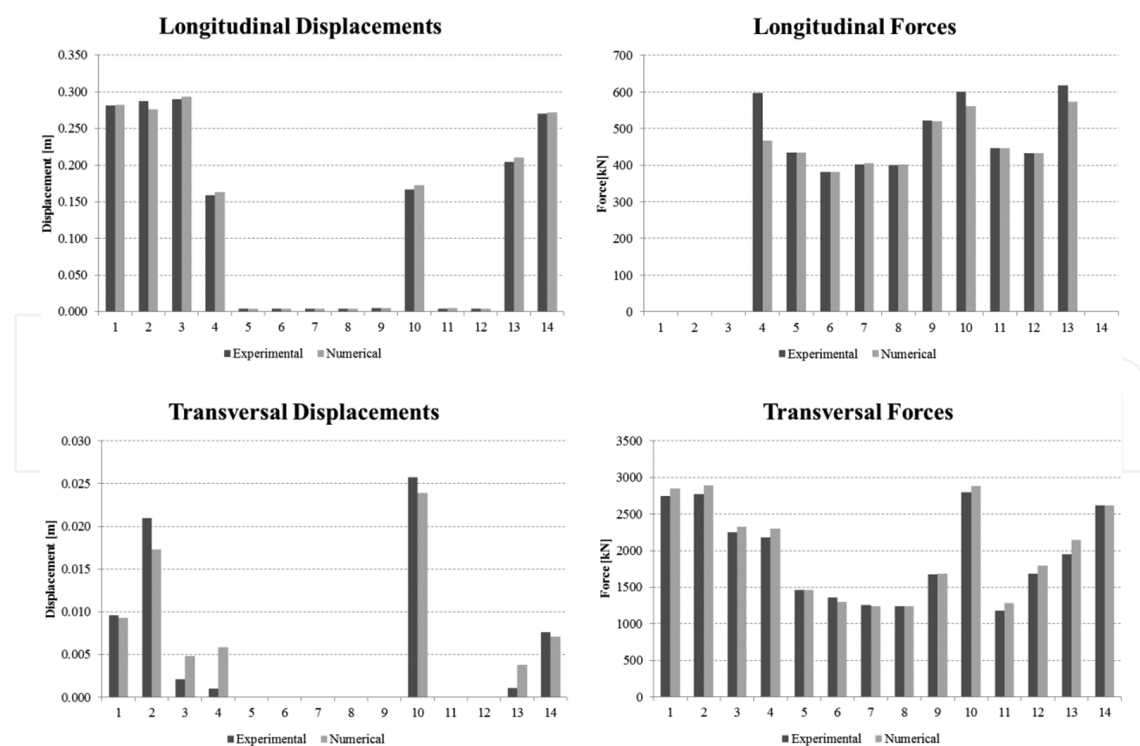 Longitudinal Displacements
0.350
0.300
0.250
0.200
0.150
0.100
0.050
0.000
Displacement [m]
1 2 3 4 5 6 7 8 9 10 11 12 13 14
Experimental Numerical
Longitudinal Forces
700
600
500
400
300
200
100
0
Force[kN]
1 2 3 4 5 6 7 8 9 10 11 12 13 14
Experimental Numerical
Transversal Displacements
0.030
0.025
0.020
0.015
0.010
0.005
0.000
Displacement [m]
1 2 3 4 5 6 7 8 9 10 11 12 13 14
Experimental Numerical
Transversal Forces
3500
3000
2500
2000
1500
1000
500
0
Force [kN]
1 2 3 4 5 6 7 8 9 10 11 12 13 14
Experimental Numerical